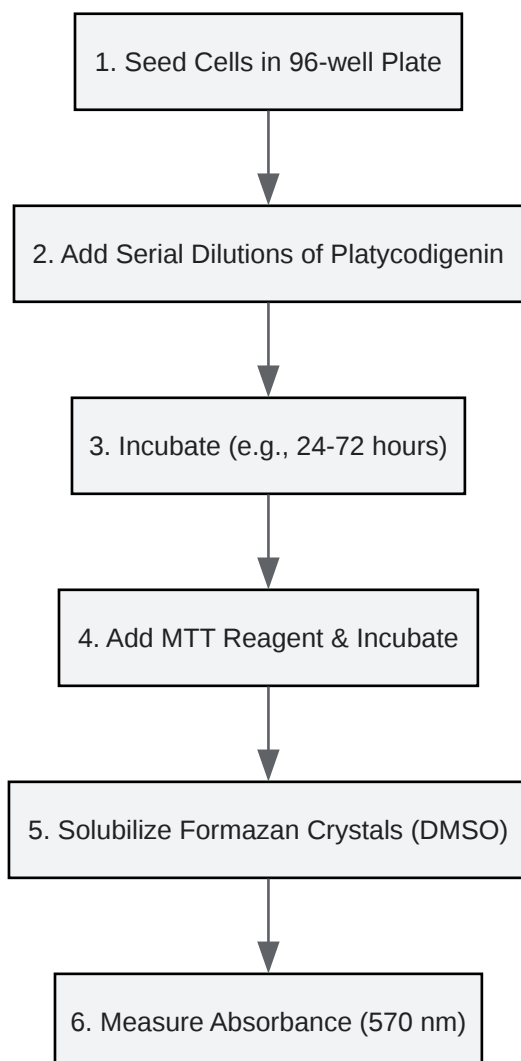 1. Seed Cells in 96-well Plate
2. Add Serial Dilutions of Platycodigenin
3. Incubate (e.g., 24-72 hours)
4. Add MTT Reagent & Incubate
5. Solubilize Formazan Crystals (DMSO)
6. Measure Absorbance (570 nm)